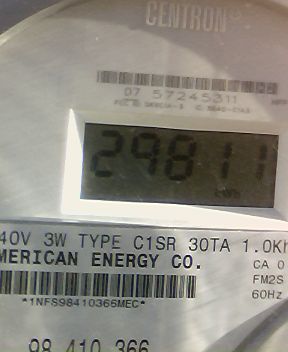 CENTRON
07 57245311
29811
kWh
40V 3W TYPE C1SR 30TA 1.0Kh
MERICAN ENERGY CO.
CA 0
FM2S
60Hz
*1NFS98410366MEC*
98 410 366